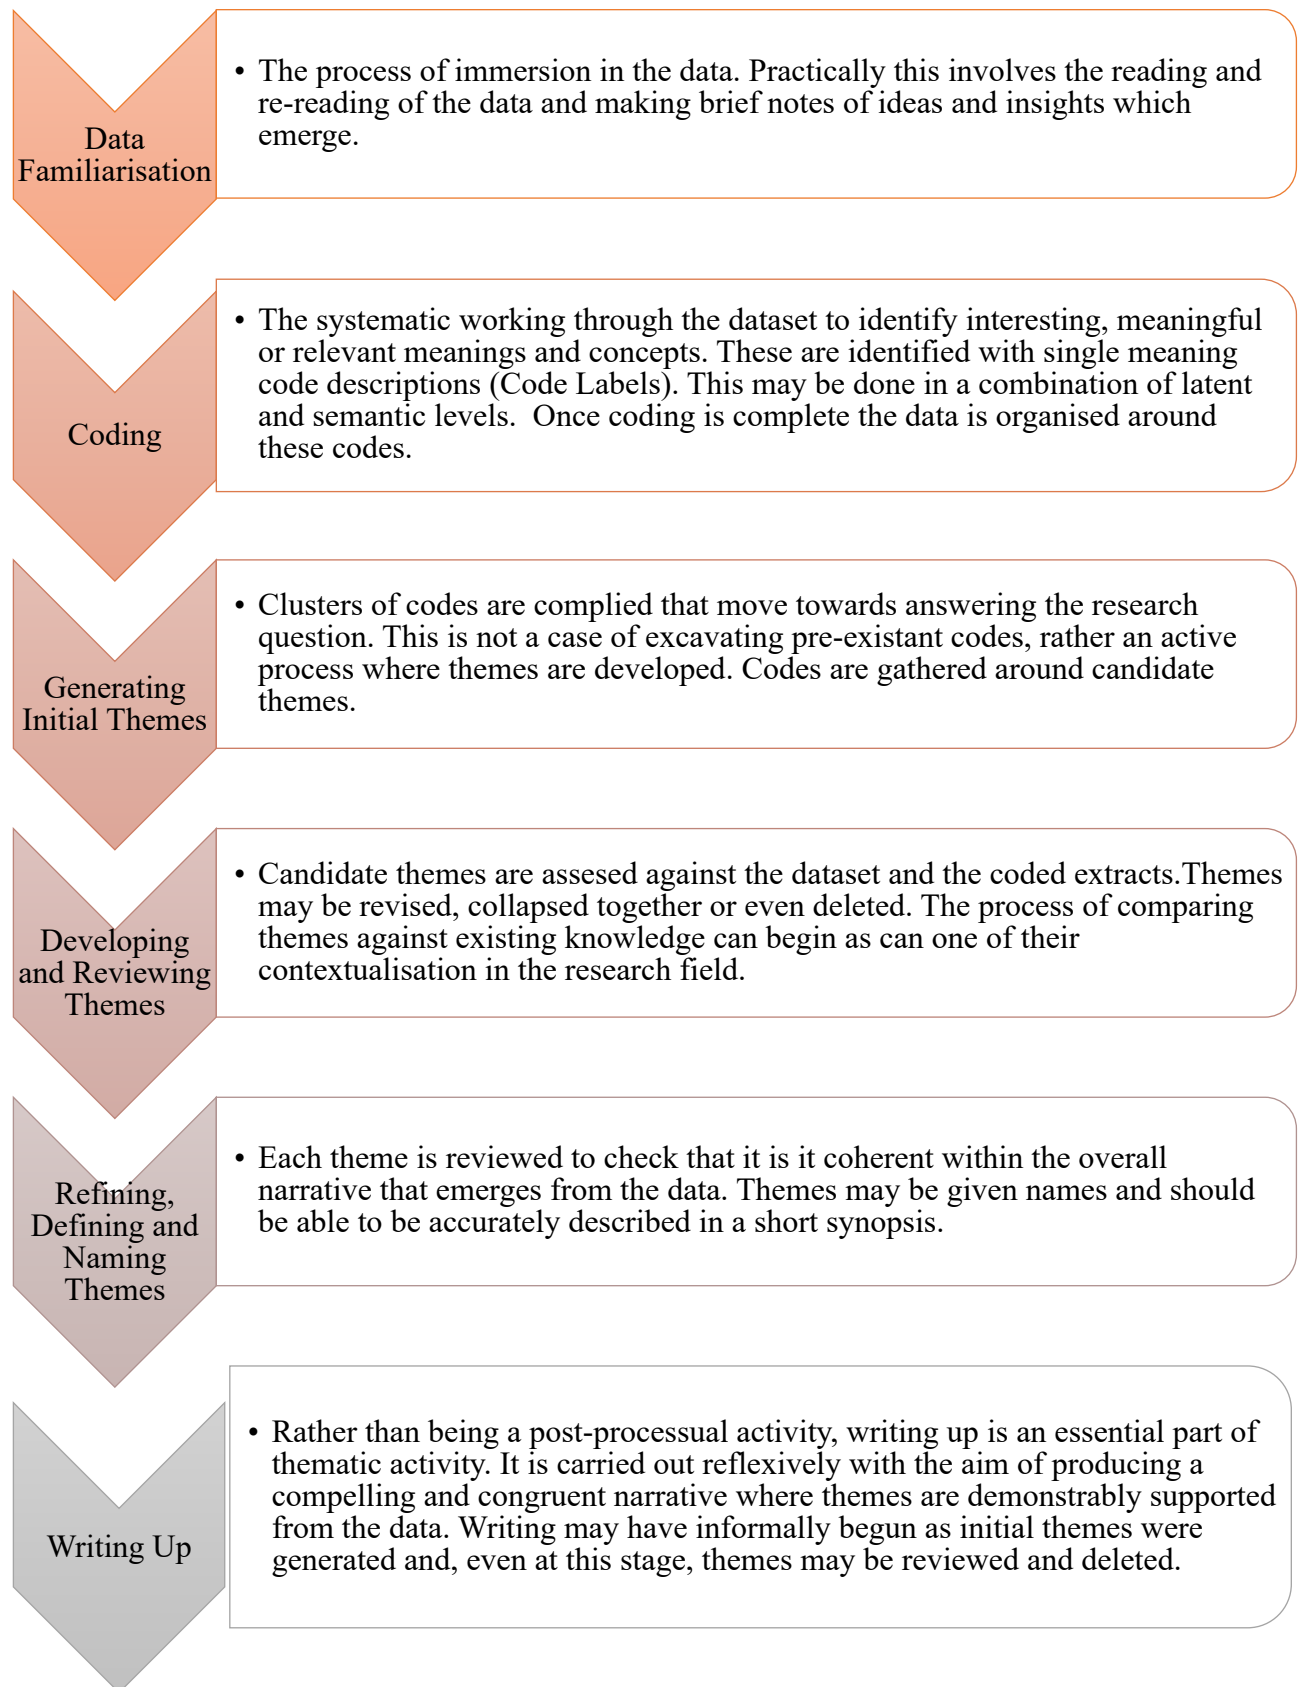 Data
Familiarisation
• The process of immersion in the data. Practically this involves the reading and
re-reading of the data and making brief notes of ideas and insights which
emerge.
Coding
• The systematic working through the dataset to identify interesting, meaningful
or relevant meanings and concepts. These are identified with single meaning
code descriptions (Code Labels). This may be done in a combination of latent
and semantic levels.  Once coding is complete the data is organised around
these codes.
Generating
Initial Themes
• Clusters of codes are complied that move towards answering the research
question. This is not a case of excavating pre-existant codes, rather an active
process where themes are developed. Codes are gathered around candidate
themes.
Developing
and Reviewing
Themes
• Candidate themes are assesed against the dataset and the coded extracts.Themes
may be revised, collapsed together or even deleted. The process of comparing
themes against existing knowledge can begin as can one of their
contextualisation in the research field.
Refining,
Defining and
Naming
Themes
• Each theme is reviewed to check that it is it coherent within the overall
narrative that emerges from the data. Themes may be given names and should
be able to be accurately described in a short synopsis.
Writing Up
• Rather than being a post-processual activity, writing up is an essential part of
thematic activity. It is carried out reflexively with the aim of producing a
compelling and congruent narrative where themes are demonstrably supported
from the data. Writing may have informally begun as initial themes were
generated and, even at this stage, themes may be reviewed and deleted.